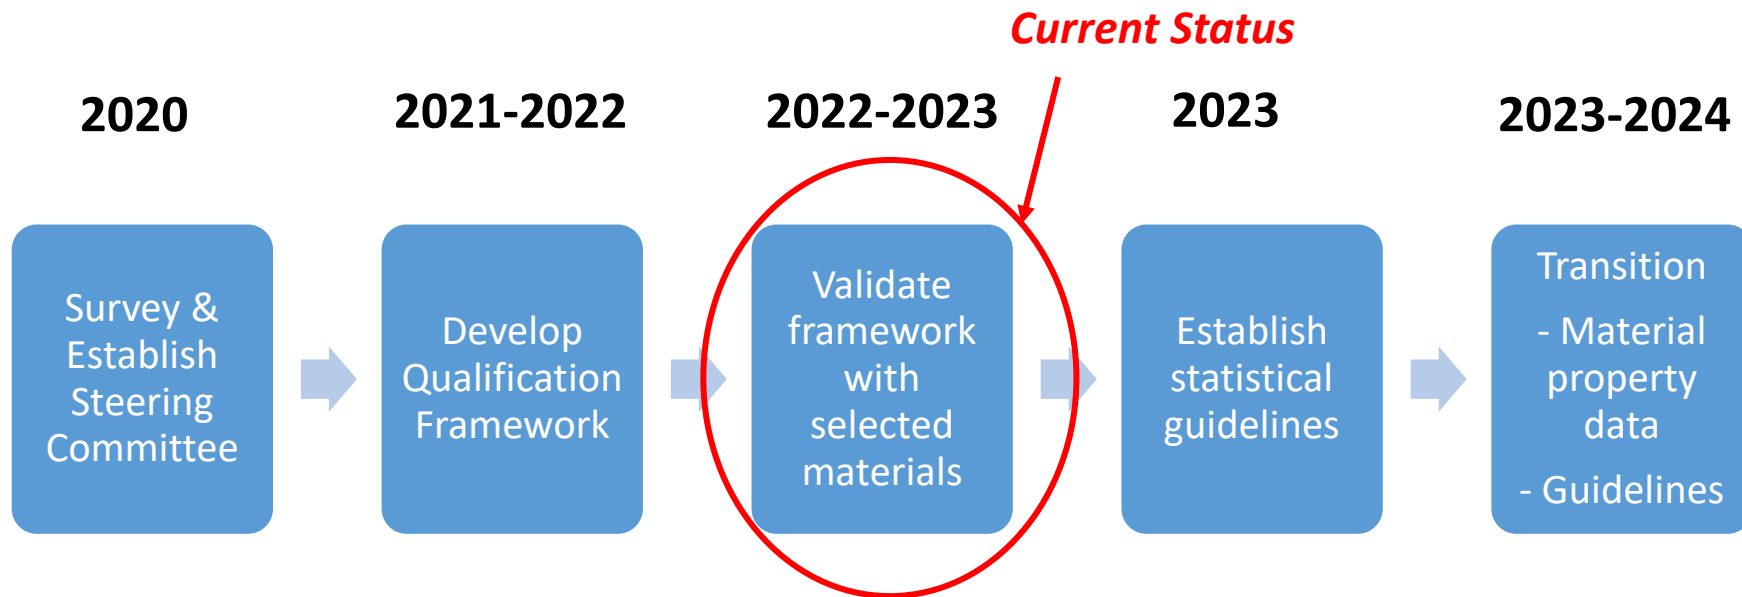 Current Status
2020
2021-2022
2022-2023
2023
2023-2024
Survey &
Establish
Steering
Committee
Develop
Qualification
Framework
Validate
framework
with
selected
materials
Establish
statistical
guidelines
Transition
- Material
property
data
- Guidelines